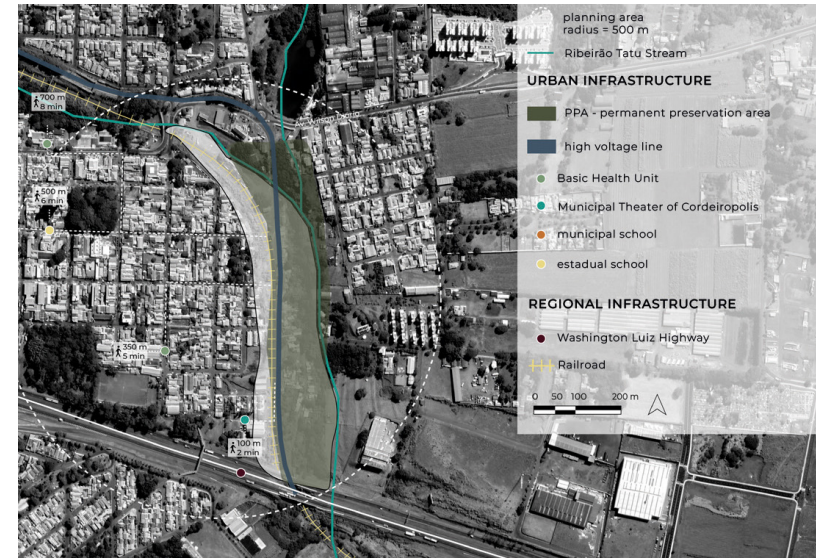 planning area
radius = 500 m
Ribeirão Tatu Stream
URBAN INFRASTRUCTURE
PPA - permanent preservation area
high voltage line
Basic Health Unit
Municipal Theater of Cordeiropolis
municipal school
estadual school
REGIONAL INFRASTRUCTURE
Washington Luiz Highway
Railroad
0 50 100 200 m
700 m
8 min
500 m
6 min
350 m
5 min
100 m
2 min